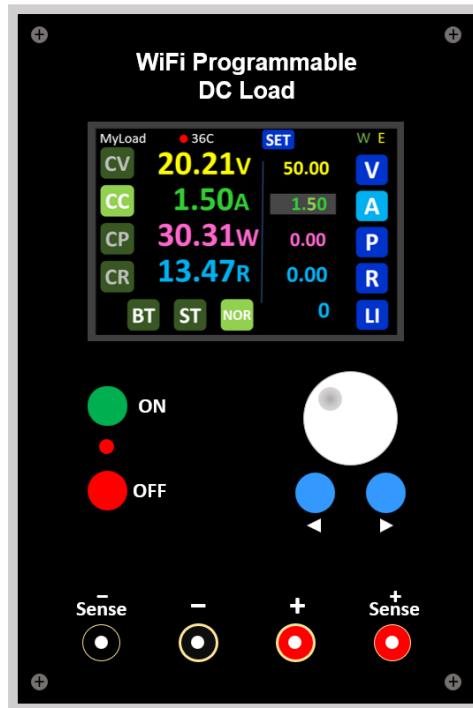 WiFi Programmable
DC Load
MyLoad 36C SET W E
CV 20.21V 50.00 V
CC 1.50A 1.50 A
CP 30.31W 0.00 P
CR 13.47R 0.00 R
BT ST NOR 0 LI
ON
OFF
− − + +
Sense Sense